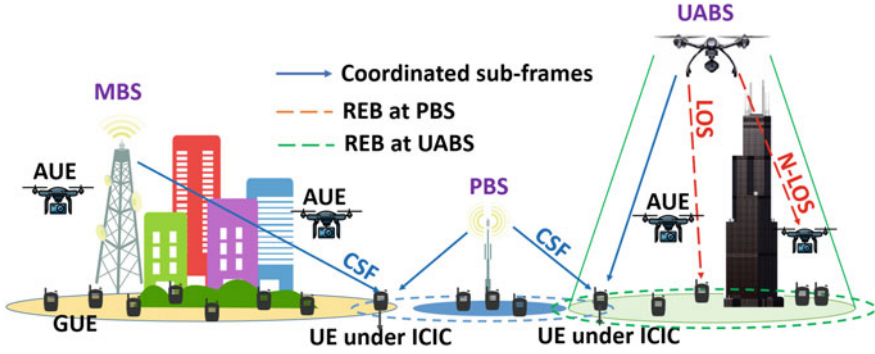 UABS
Coordinated sub-frames
MBS
REB at PBS
REB at UABS
LOS
N-LOS
AUE
AUE
PBS
AUE
CSF
CSF
GUE
UE under ICIC
UE under ICIC